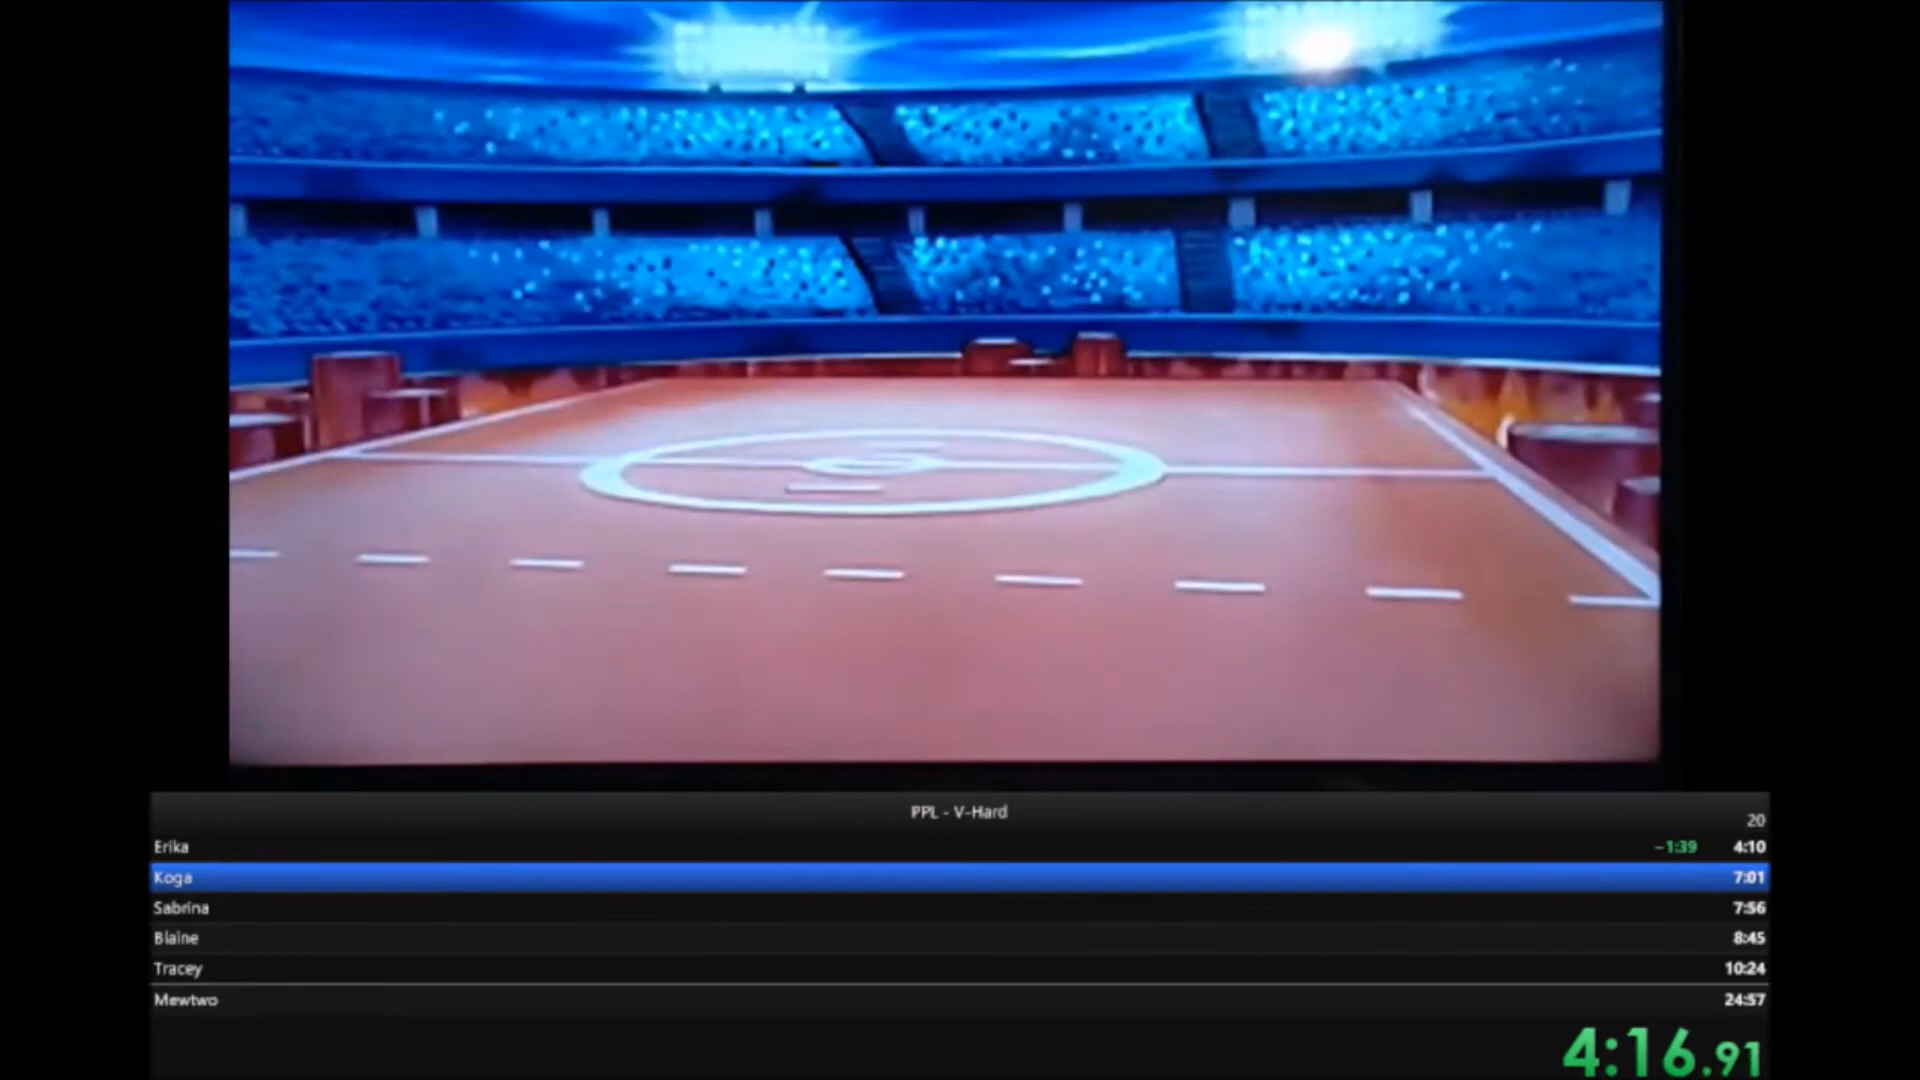 PPL - V-Hard
20
Erika −1:39 4:10
Koga 7:01
Sabrina 7:56
Blaine 8:45
Tracey 10:24
Mewtwo 24:57
4:16.91